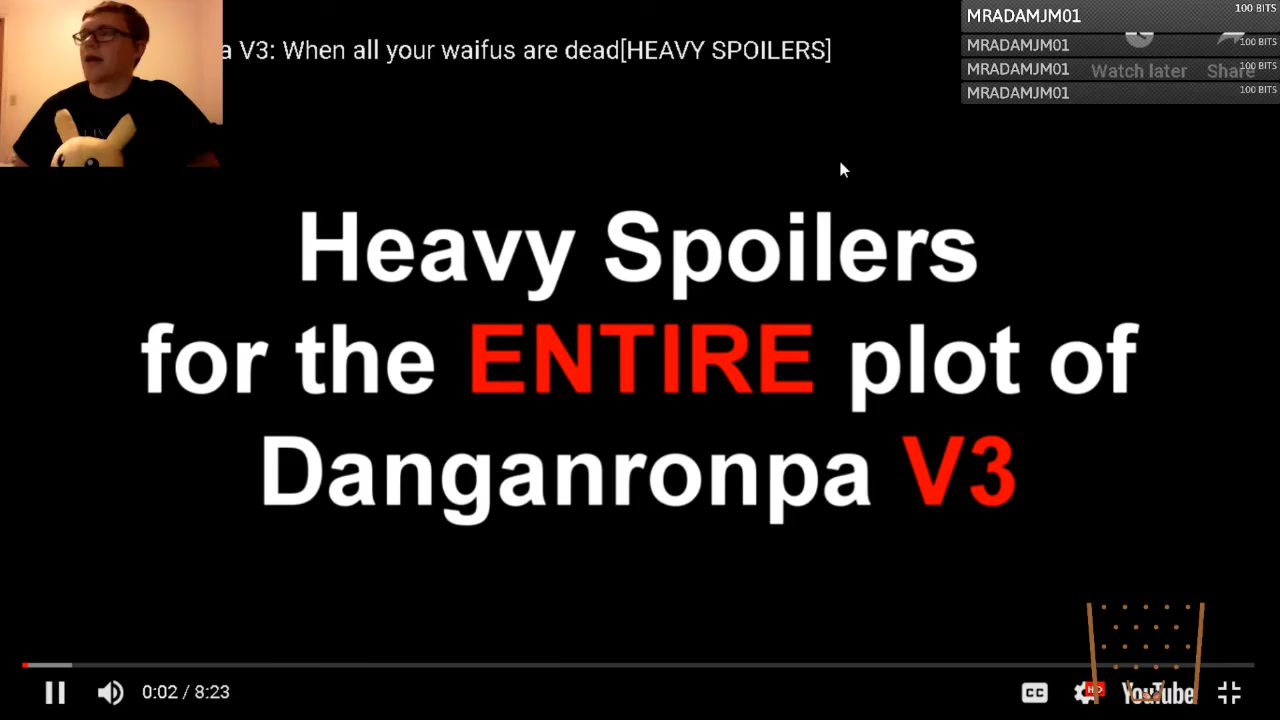 a V3: When all your waifus are dead[HEAVY SPOILERS]
MRADAMJM01 100 BITS
MRADAMJM01 100 BITS
MRADAMJM01 100 BITS
MRADAMJM01 100 BITS
Watch later Share
Heavy Spoilers
for the ENTIRE plot of
Danganronpa V3
0:02 / 8:23
CC HD YouTube